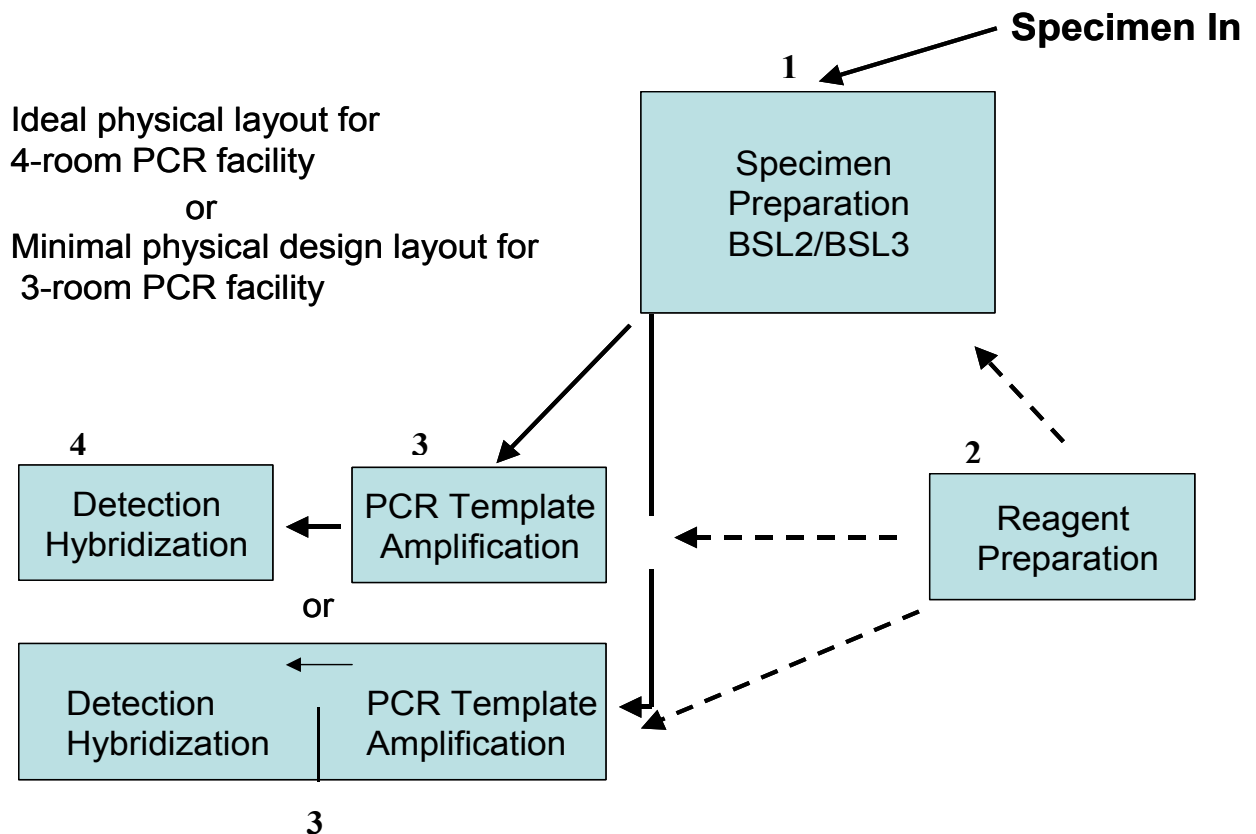 Specimen In
1
Ideal physical layout for
4-room PCR facility
or
Minimal physical design layout for
3-room PCR facility
Specimen
Preparation
BSL2/BSL3
4
3
2
Detection
Hybridization
PCR Template
Amplification
Reagent
Preparation
or
Detection
Hybridization
PCR Template
Amplification
3